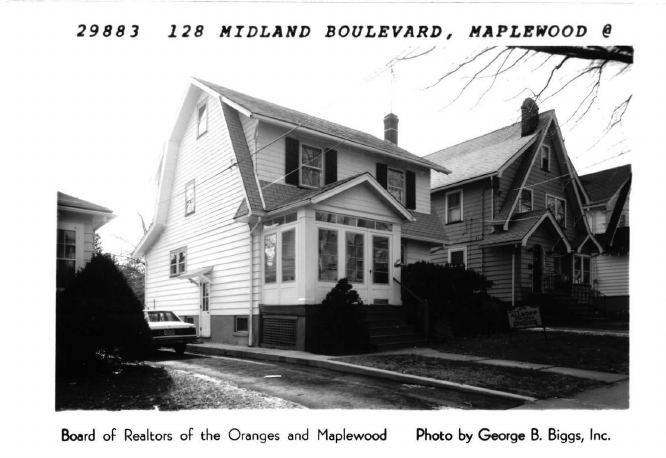 29883 128 MIDLAND BOULEVARD, MAPLEWOOD @
Board of Realtors of the Oranges and Maplewood Photo by George B. Biggs, Inc.